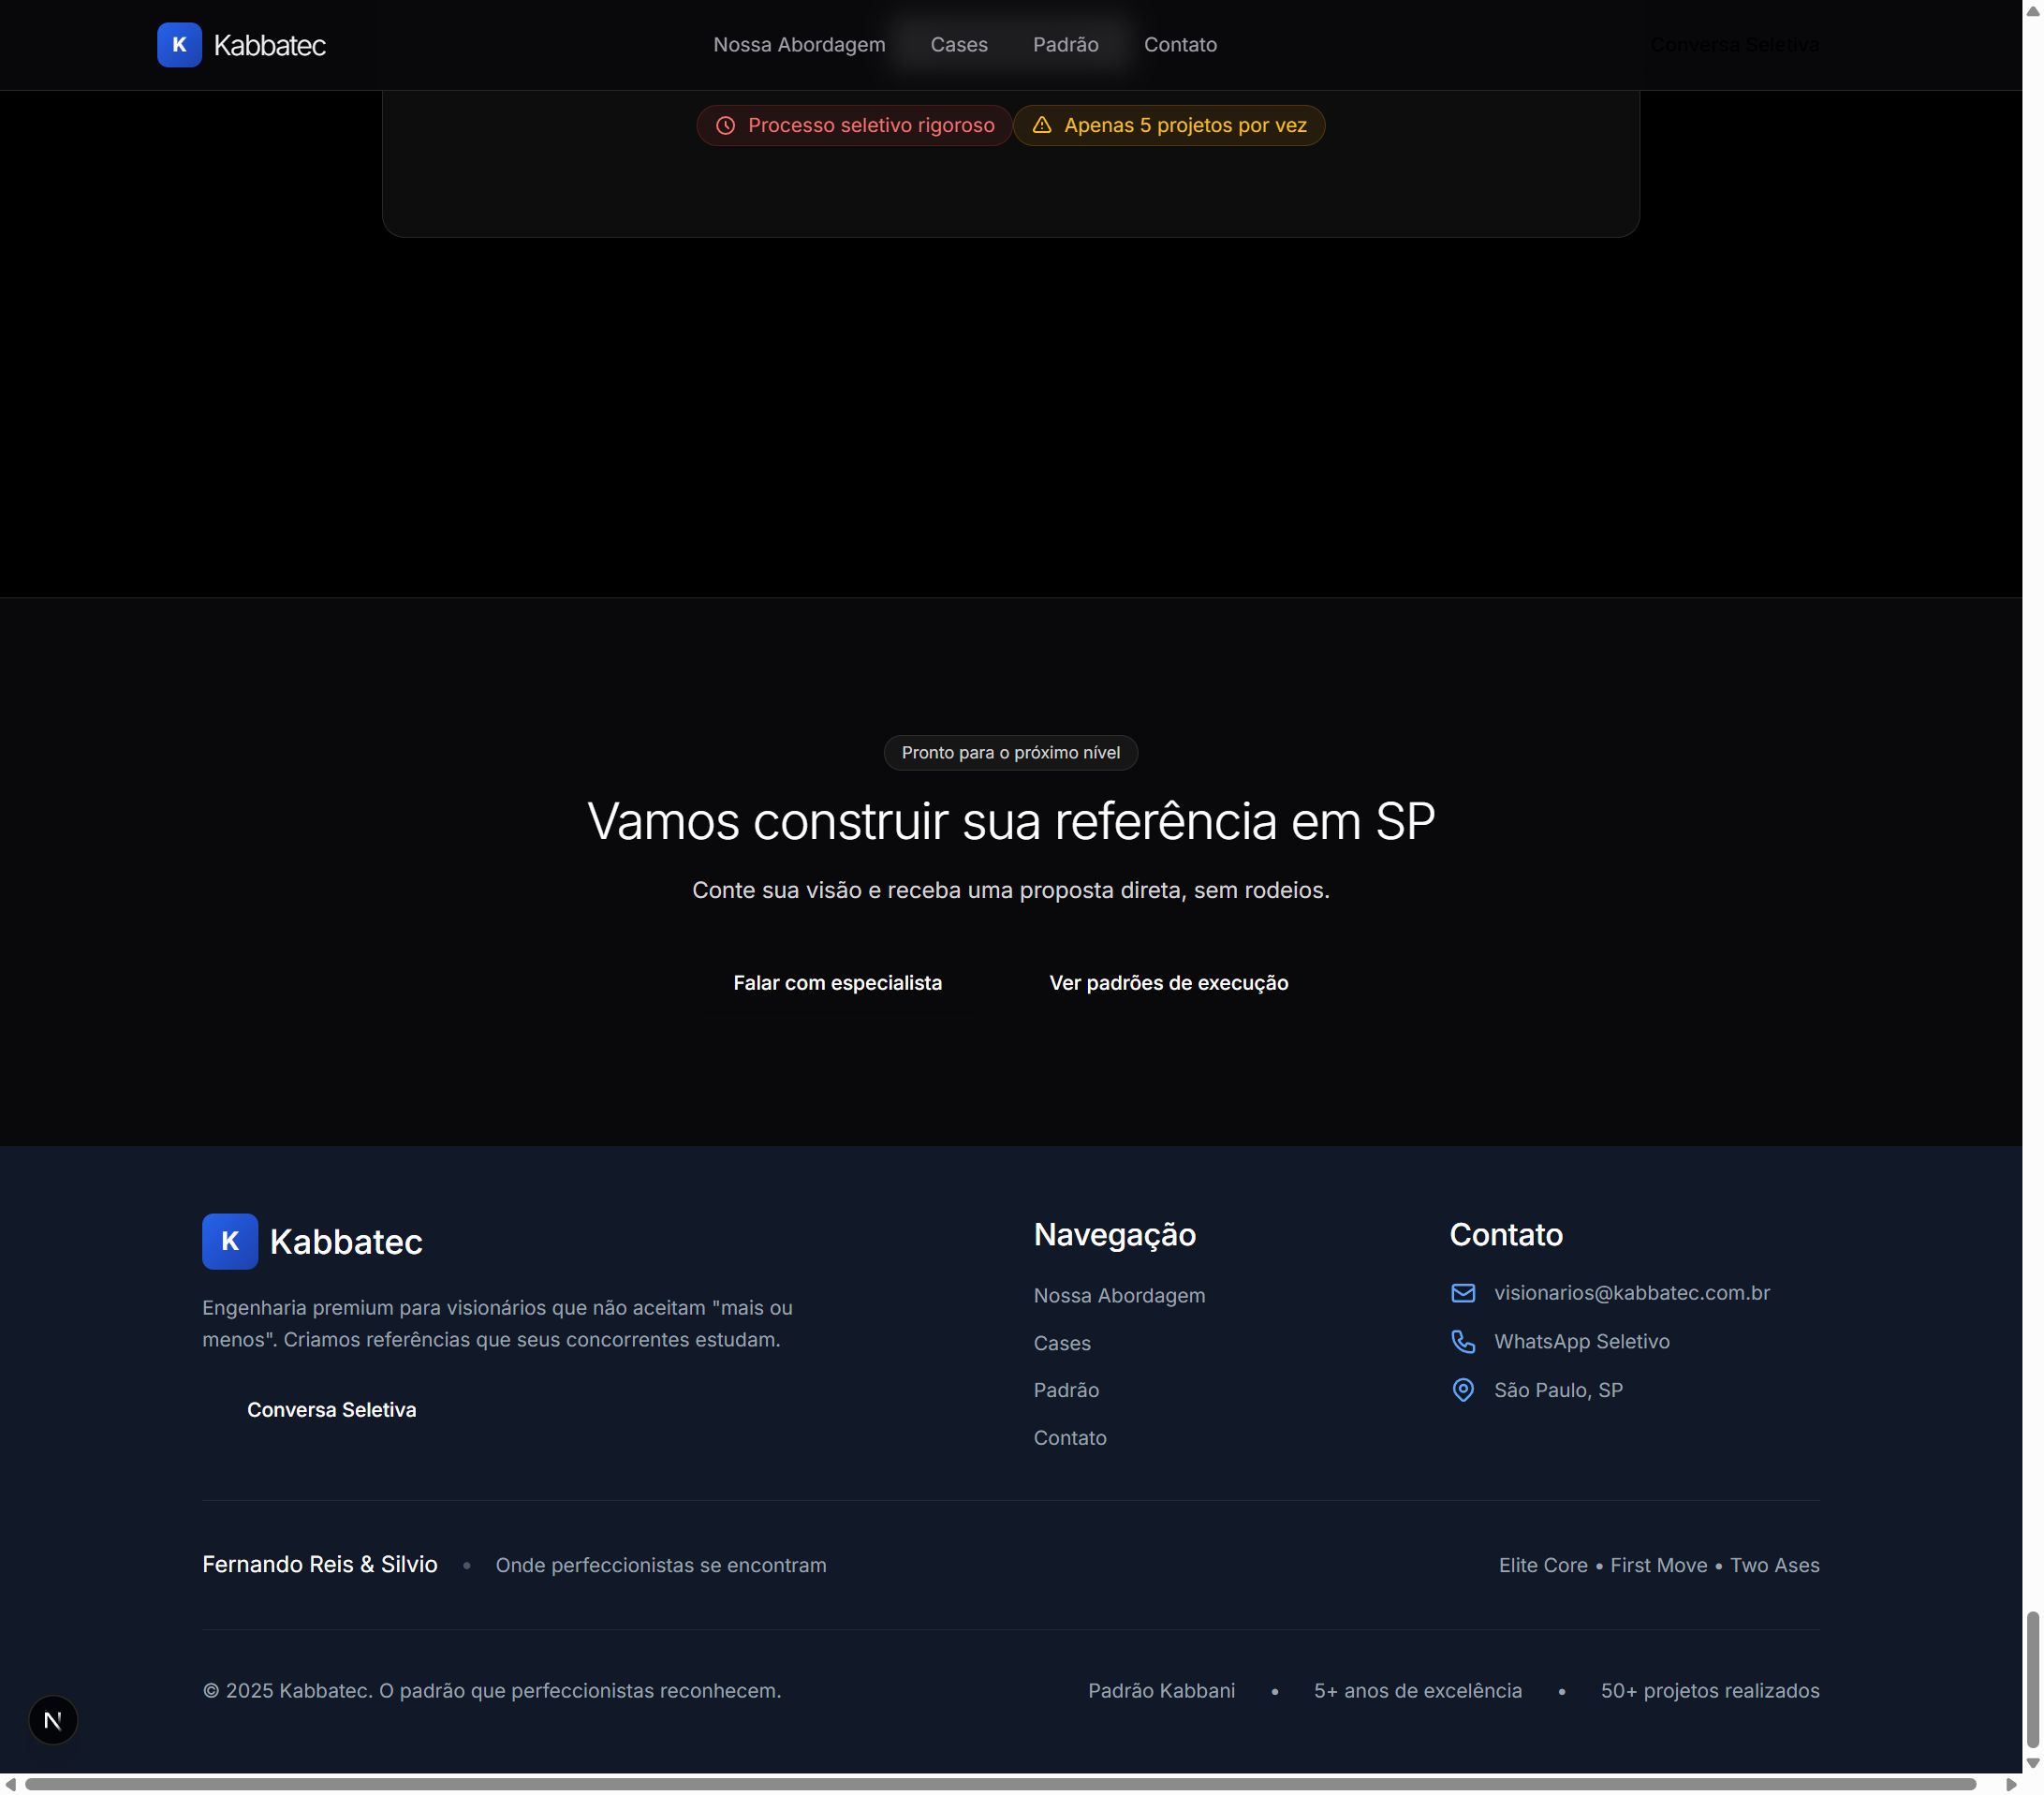 K Kabbatec Nossa Abordagem Cases Padrão Contato Conversa Seletiva
Processo seletivo rigoroso Apenas 5 projetos por vez
Pronto para o próximo nível
Vamos construir sua referência em SP
Conte sua visão e receba uma proposta direta, sem rodeios.
Falar com especialista Ver padrões de execução
K Kabbatec
Engenharia premium para visionários que não aceitam "mais ou
menos". Criamos referências que seus concorrentes estudam.
Conversa Seletiva
Navegação
Nossa Abordagem
Cases
Padrão
Contato
Contato
visionarios@kabbatec.com.br
WhatsApp Seletivo
São Paulo, SP
Fernando Reis & Silvio • Onde perfeccionistas se encontram
Elite Core • First Move • Two Ases
© 2025 Kabbatec. O padrão que perfeccionistas reconhecem.
Padrão Kabbani • 5+ anos de excelência • 50+ projetos realizados
N